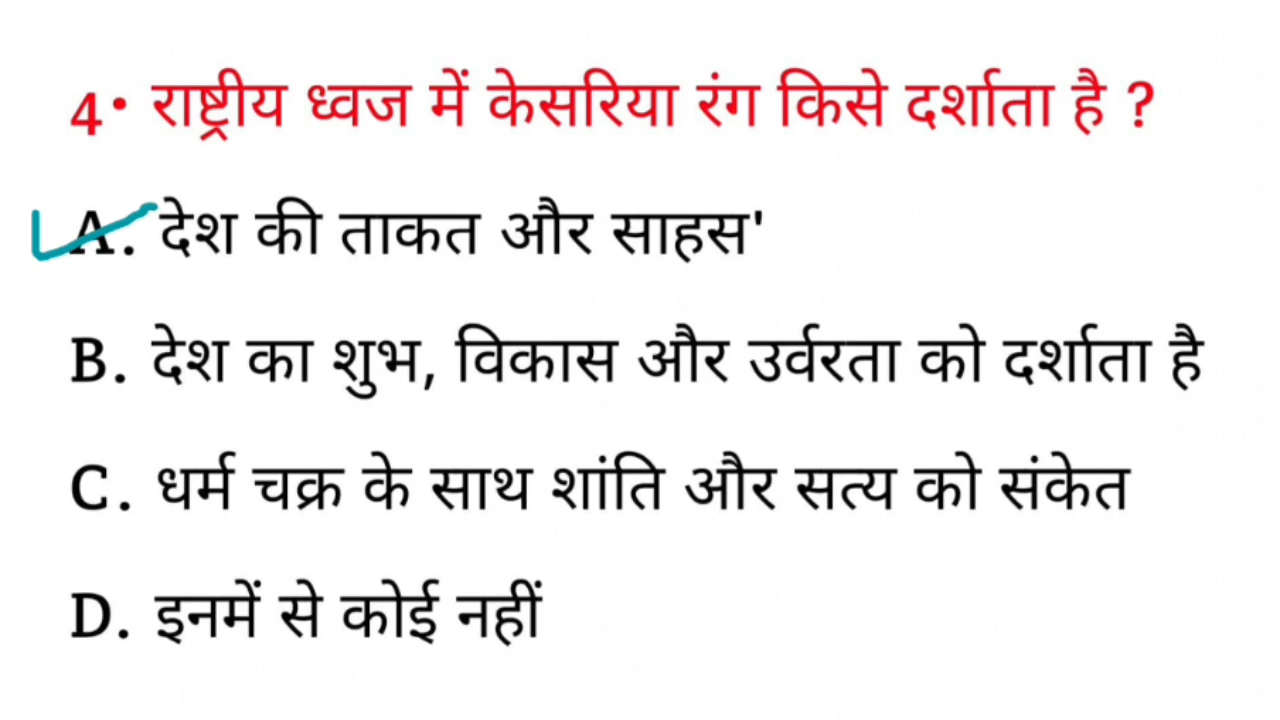 4• राष्ट्रीय ध्वज में केसरिया रंग किसे दर्शाता है ?
A. देश की ताकत और साहस'
B. देश का शुभ, विकास और उर्वरता को दर्शाता है
C. धर्म चक्र के साथ शांति और सत्य को संकेत
D. इनमें से कोई नहीं